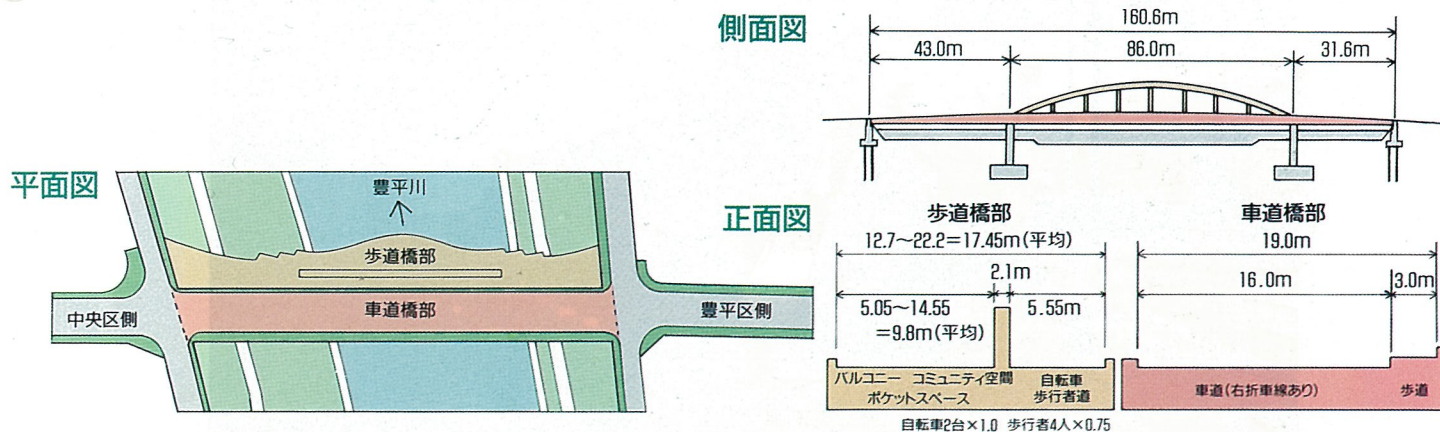 側面図
160.6m
43.0m
86.0m
31.6m
平面図
豊平川
歩道橋部
車道橋部
中央区側
豊平区側
正面図
歩道橋部
12.7〜22.2=17.45m(平均)
2.1m
5.05〜14.55
=9.8m(平均)
5.55m
バルコニー コミュニティ空間
ポケットスペース
自転車
歩行者道
自転車2台×1.0 歩行者4人×0.75
車道橋部
19.0m
16.0m
3.0m
車道(右折車線あり)
歩道